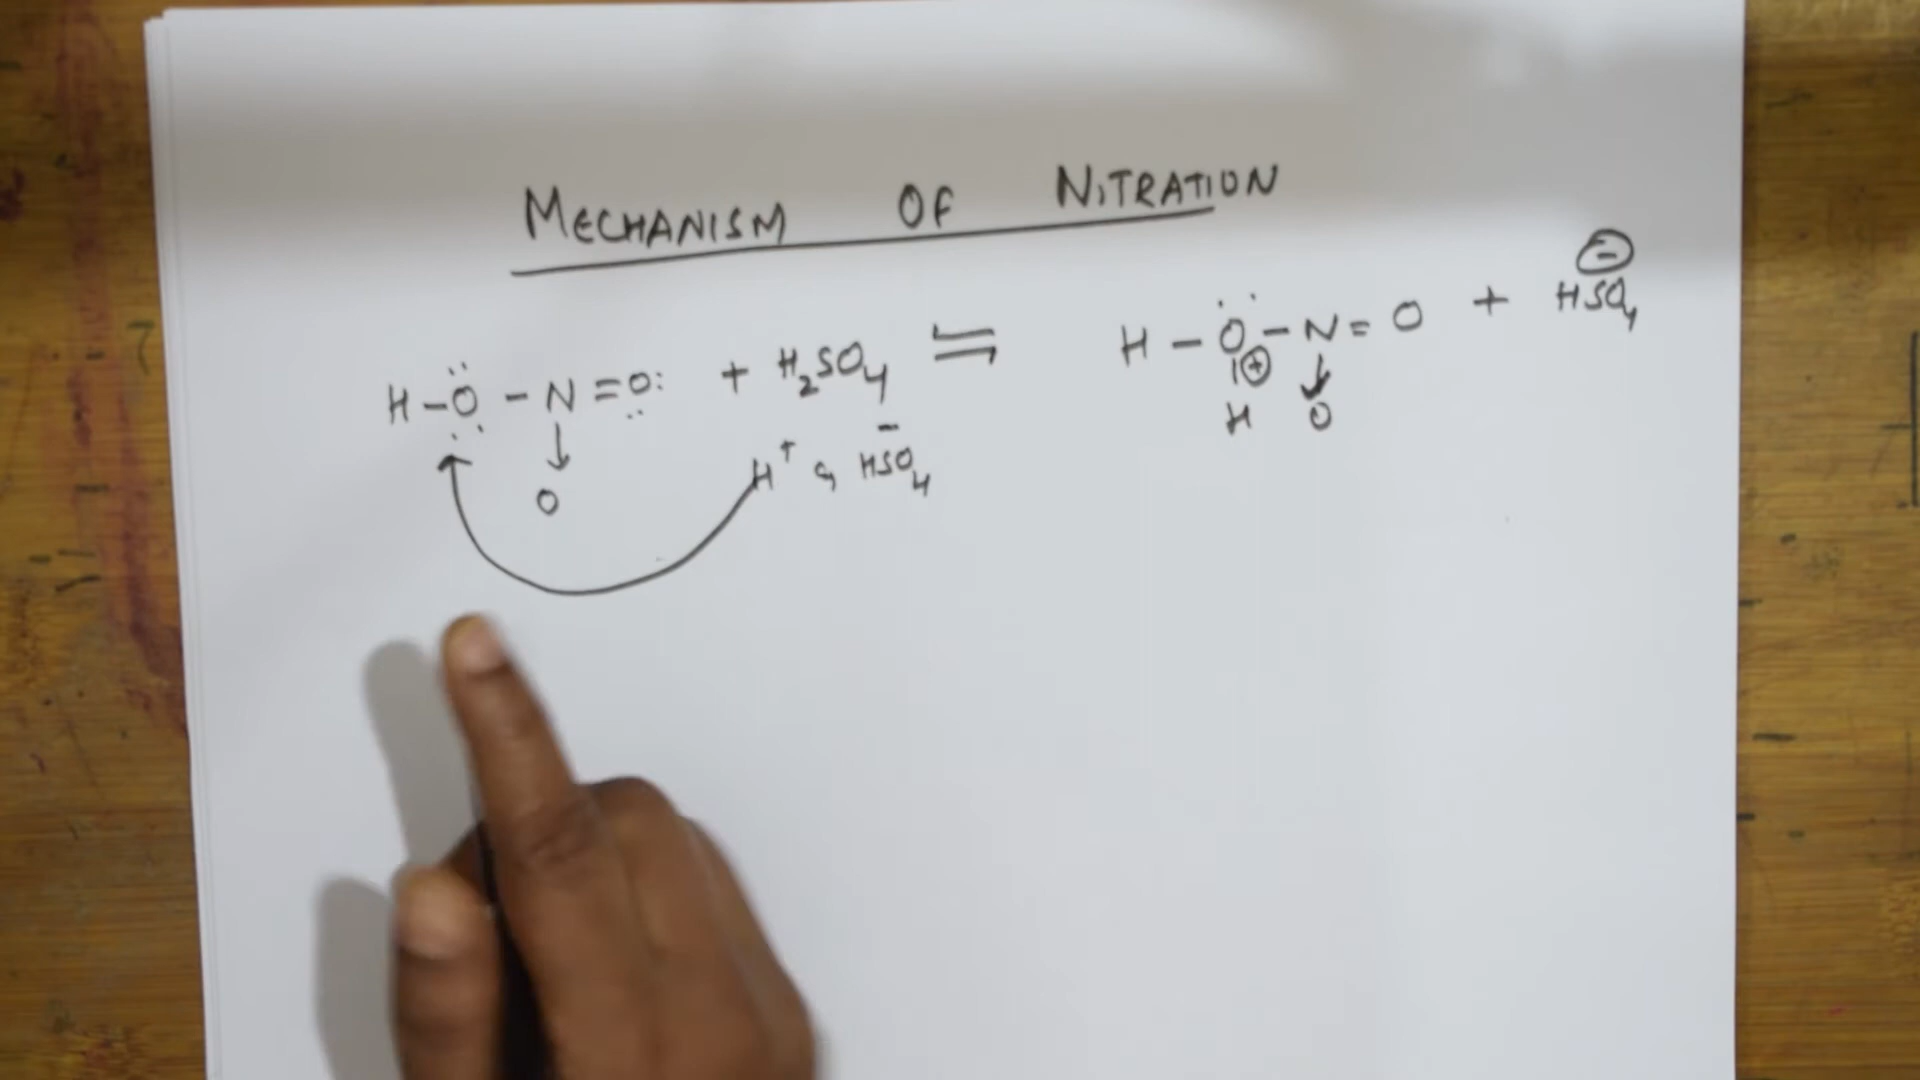 MECHANISM OF NITRATION
H-O-N=O + H2SO4 ⇌ H-O-N=O + HSO4
↓ | ⊕ ↓ ⊖
O H O
H+ & HSO4-